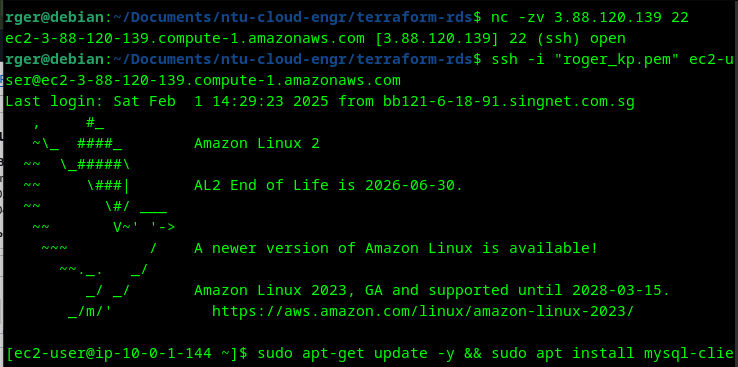 rger@debian:~/Documents/ntu-cloud-engr/terraform-rds$ nc -zv 3.88.120.139 22
ec2-3-88-120-139.compute-1.amazonaws.com [3.88.120.139] 22 (ssh) open
rger@debian:~/Documents/ntu-cloud-engr/terraform-rds$ ssh -i "roger_kp.pem" ec2-u
ser@ec2-3-88-120-139.compute-1.amazonaws.com
Last login: Sat Feb  1 14:29:23 2025 from bb121-6-18-91.singnet.com.sg
   ,     #_
   ~\_  ####_        Amazon Linux 2
  ~~  \_#####\
  ~~     \###|       AL2 End of Life is 2026-06-30.
  ~~       \#/ ___
   ~~       V~' '->
    ~~~         /    A newer version of Amazon Linux is available!
      ~~._.   _/
         _/ _/       Amazon Linux 2023, GA and supported until 2028-03-15.
       _/m/'           https://aws.amazon.com/linux/amazon-linux-2023/
[ec2-user@ip-10-0-1-144 ~]$ sudo apt-get update -y && sudo apt install mysql-clie